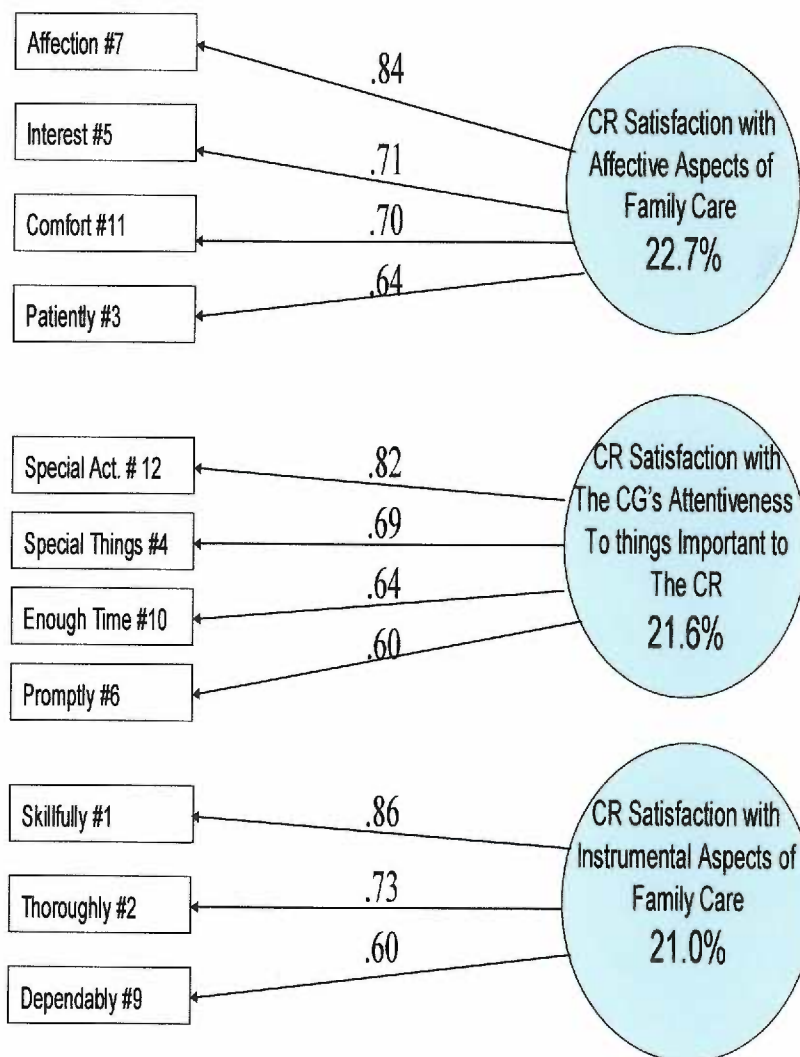 Affection #7
.84
Interest #5
.71
Comfort #11
.70
Patiently #3
.64
CR Satisfaction with
Affective Aspects of
Family Care
22.7%
Special Act. # 12
.82
Special Things #4
.69
Enough Time #10
.64
Promptly #6
.60
CR Satisfaction with
The CG's Attentiveness
To things Important to
The CR
21.6%
Skillfully #1
.86
Thoroughly #2
.73
Dependably #9
.60
CR Satisfaction with
Instrumental Aspects of
Family Care
21.0%